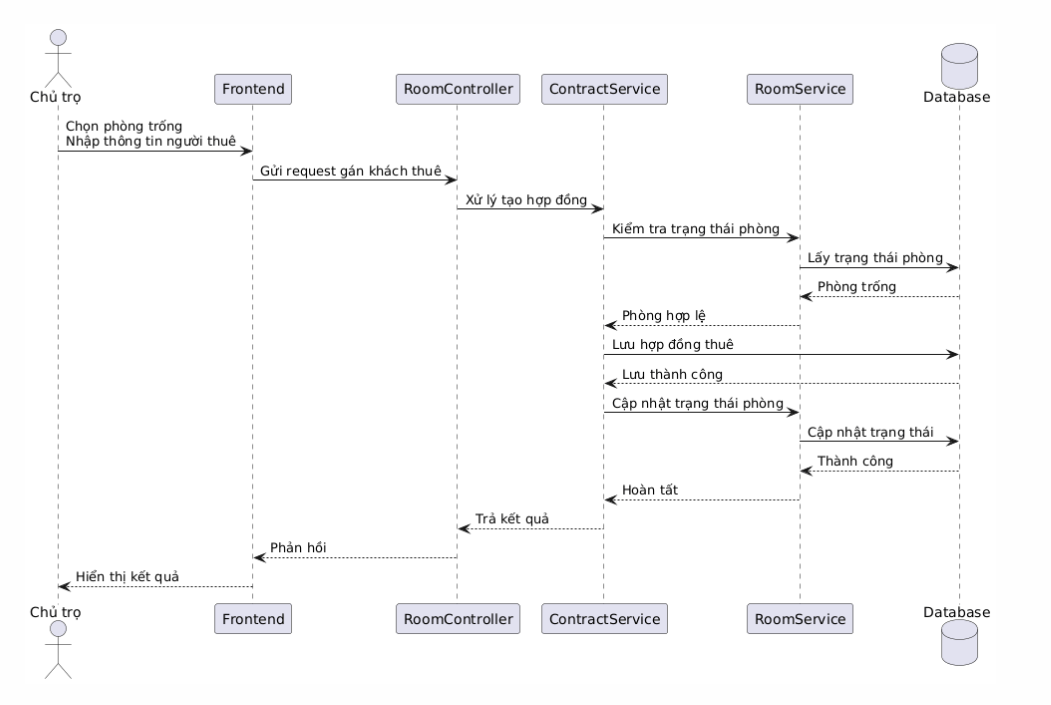 Chủ trọ
Frontend
RoomController
ContractService
RoomService
Database
Chọn phòng trống
Nhập thông tin người thuê
Gửi request gán khách thuê
Xử lý tạo hợp đồng
Kiểm tra trạng thái phòng
Lấy trạng thái phòng
Phòng trống
Phòng hợp lệ
Lưu hợp đồng thuê
Lưu thành công
Cập nhật trạng thái phòng
Cập nhật trạng thái
Thành công
Hoàn tất
Trả kết quả
Phản hồi
Hiển thị kết quả
Chủ trọ
Frontend
RoomController
ContractService
RoomService
Database